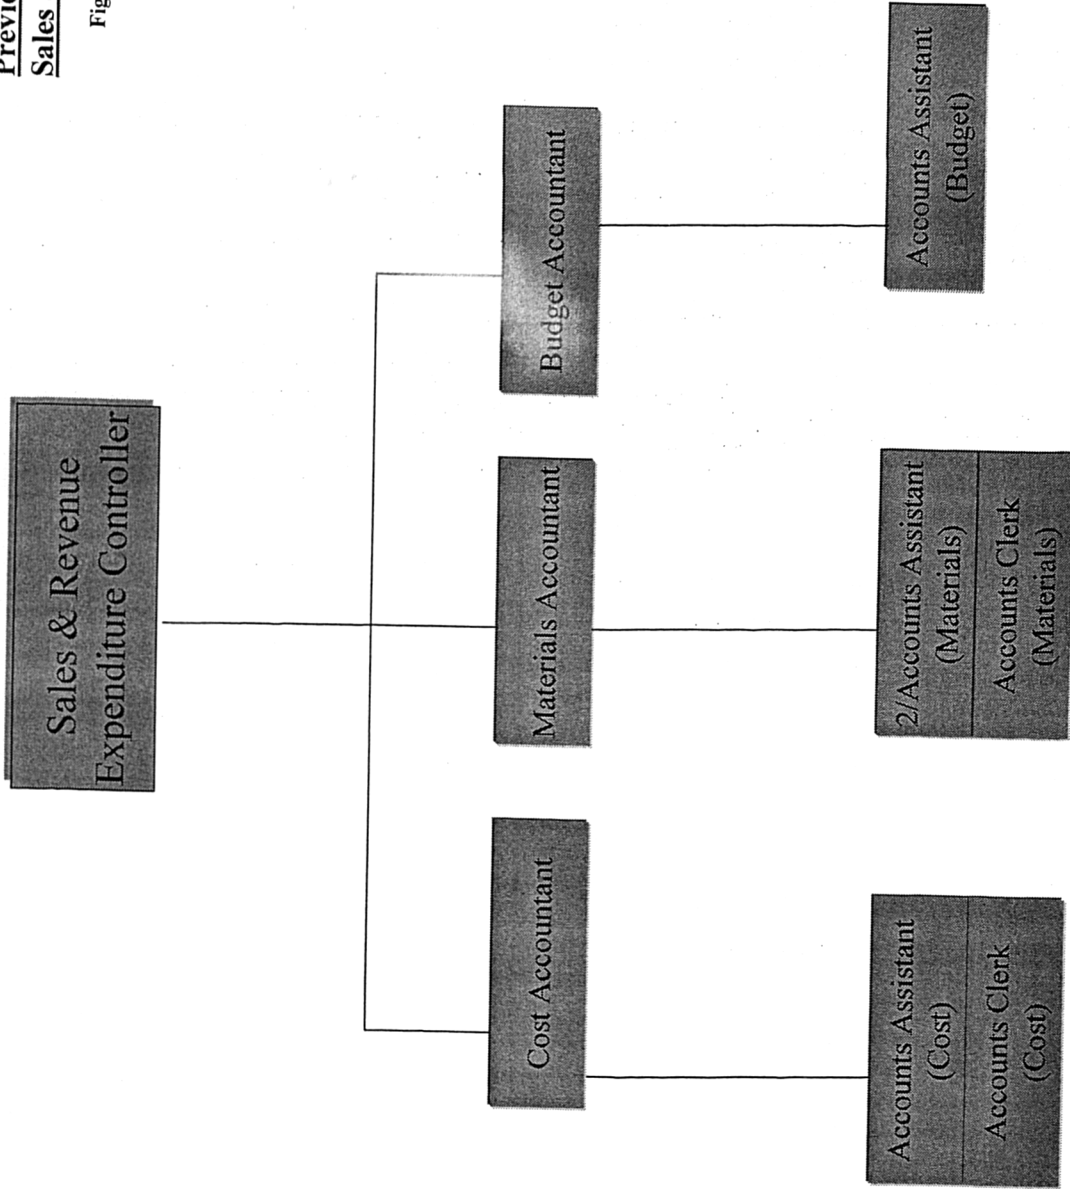 Sales
Fig
Sales & Revenue
Expenditure Controller
Cost Accountant
Materials Accountant
Budget Accountant
Accounts Assistant
(Cost)
Accounts Clerk
(Cost)
2/Accounts Assistant
(Materials)
Accounts Clerk
(Materials)
Accounts Assistant
(Budget)